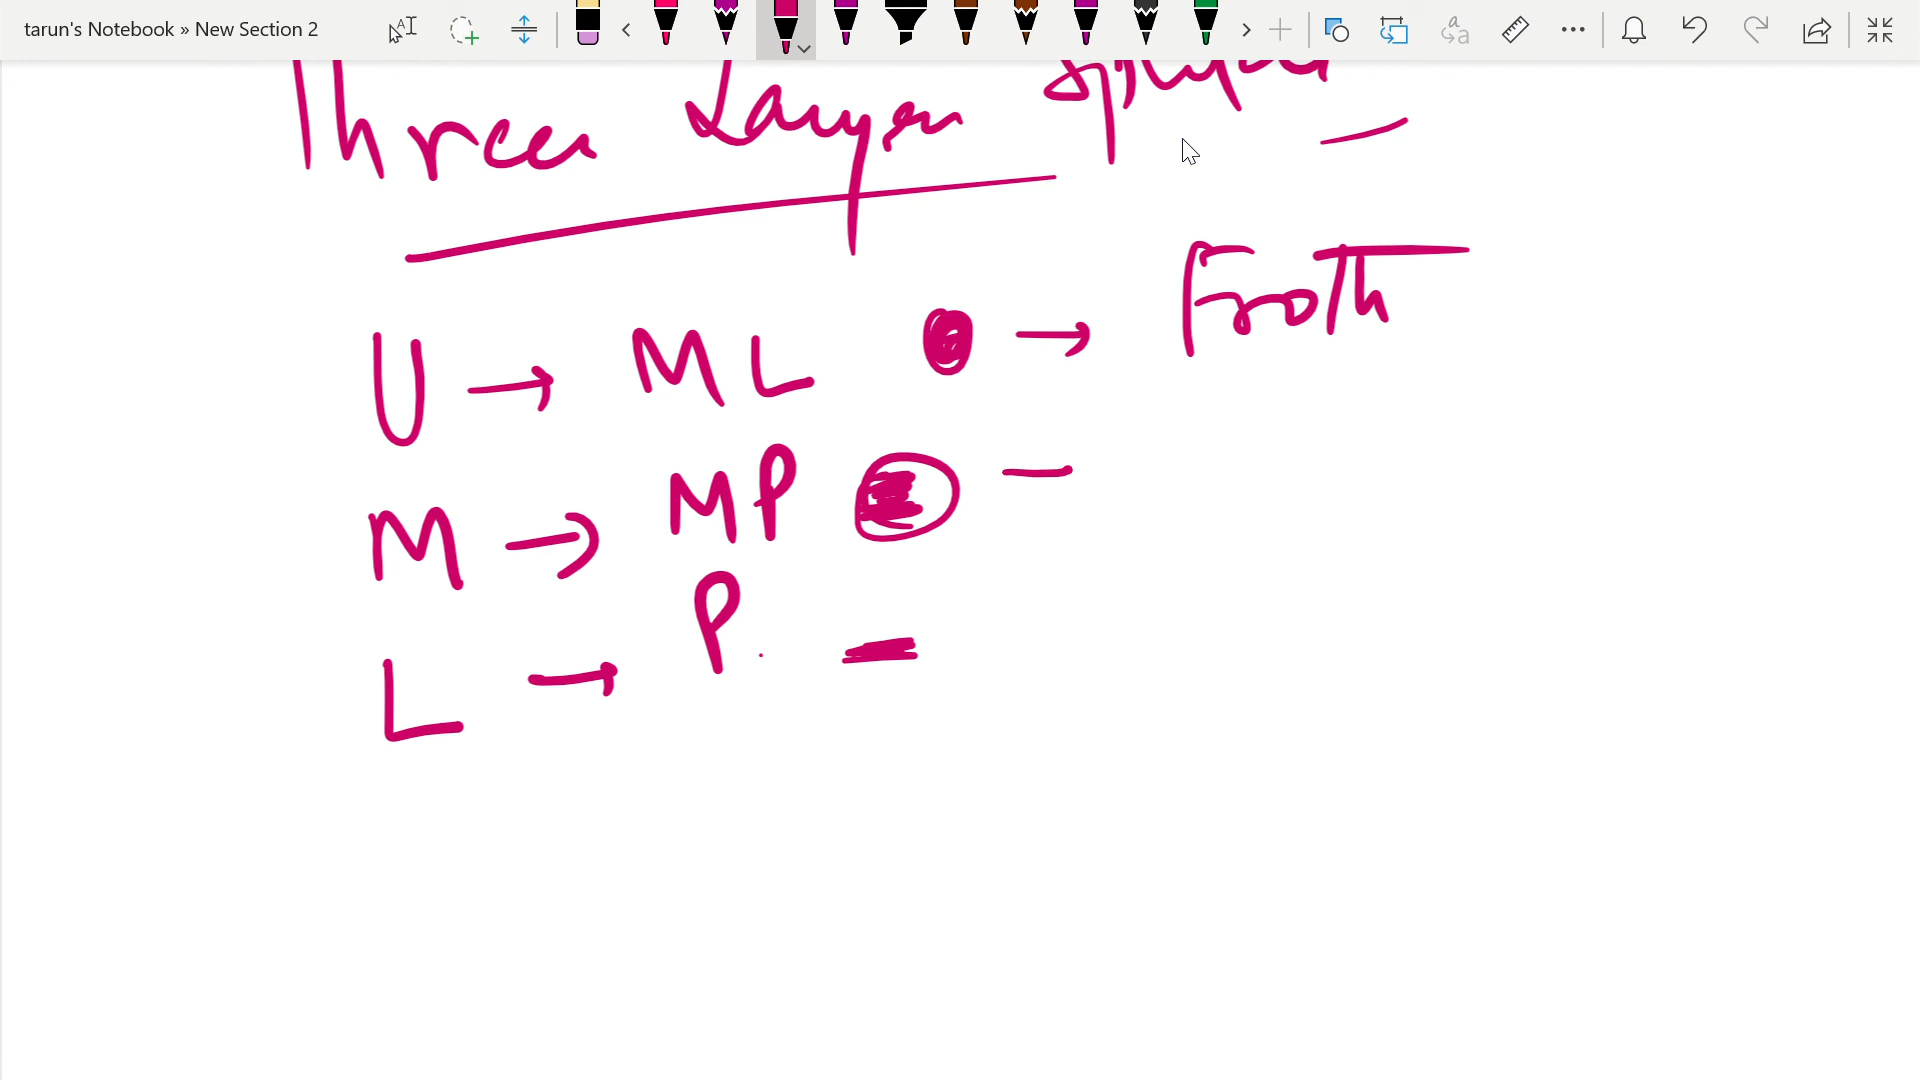 tarun's Notebook » New Section 2
Three Layer
U → ML → Froth
M → MP –
L → P.